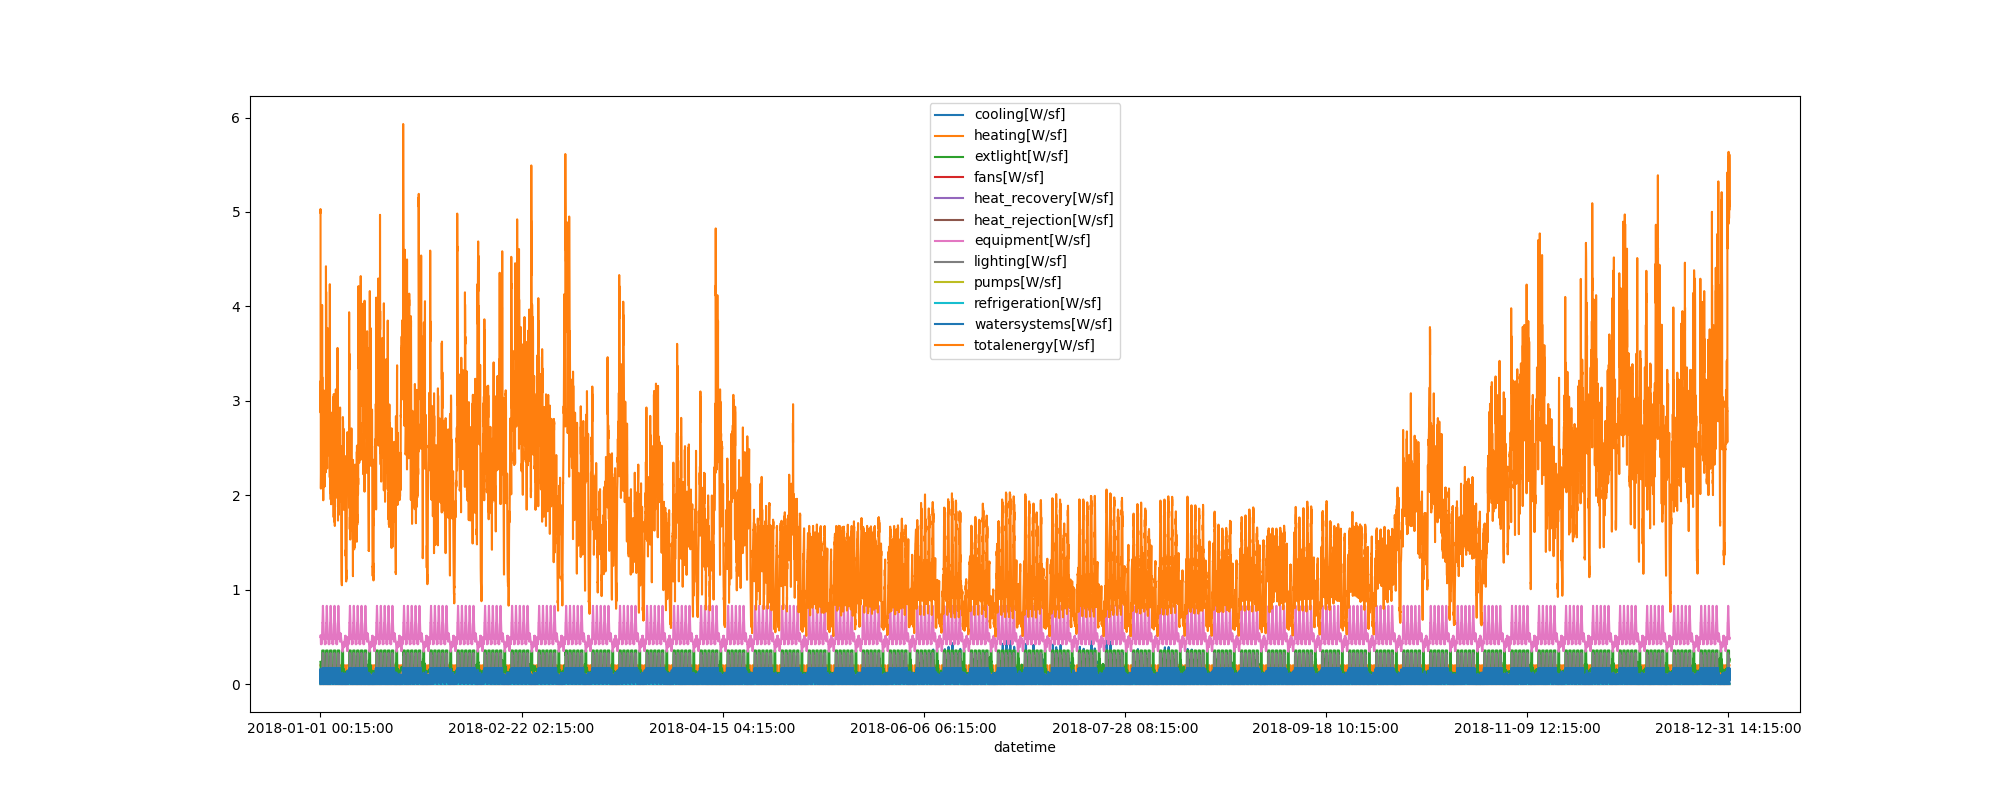 6
5
4
3
2
1
0
cooling[W/sf]
heating[W/sf]
extlight[W/sf]
fans[W/sf]
heat_recovery[W/sf]
heat_rejection[W/sf]
equipment[W/sf]
lighting[W/sf]
pumps[W/sf]
refrigeration[W/sf]
watersystems[W/sf]
totalenergy[W/sf]
2018-01-01 00:15:00 2018-02-22 02:15:00 2018-04-15 04:15:00 2018-06-06 06:15:00 2018-07-28 08:15:00 2018-09-18 10:15:00 2018-11-09 12:15:00 2018-12-31 14:15:00
datetime